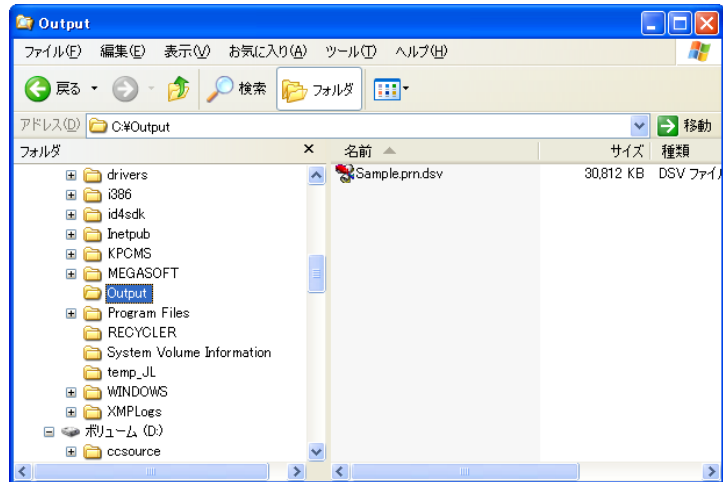 Output
ファイル(F) 編集(E) 表示(V) お気に入り(A) ツール(T) ヘルプ(H)
戻る 検索 フォルダ
アドレス(D) C:¥Output 移動
フォルダ × 名前 サイズ 種類
drivers
i386
id4sdk
Inetpub
KPCMS
MEGASOFT
Output
Program Files
RECYCLER
System Volume Information
temp_JL
WINDOWS
XMPLogs
ボリューム (D:)
ccsource
Sample.prn.dsv 30,812 KB DSV ファイル